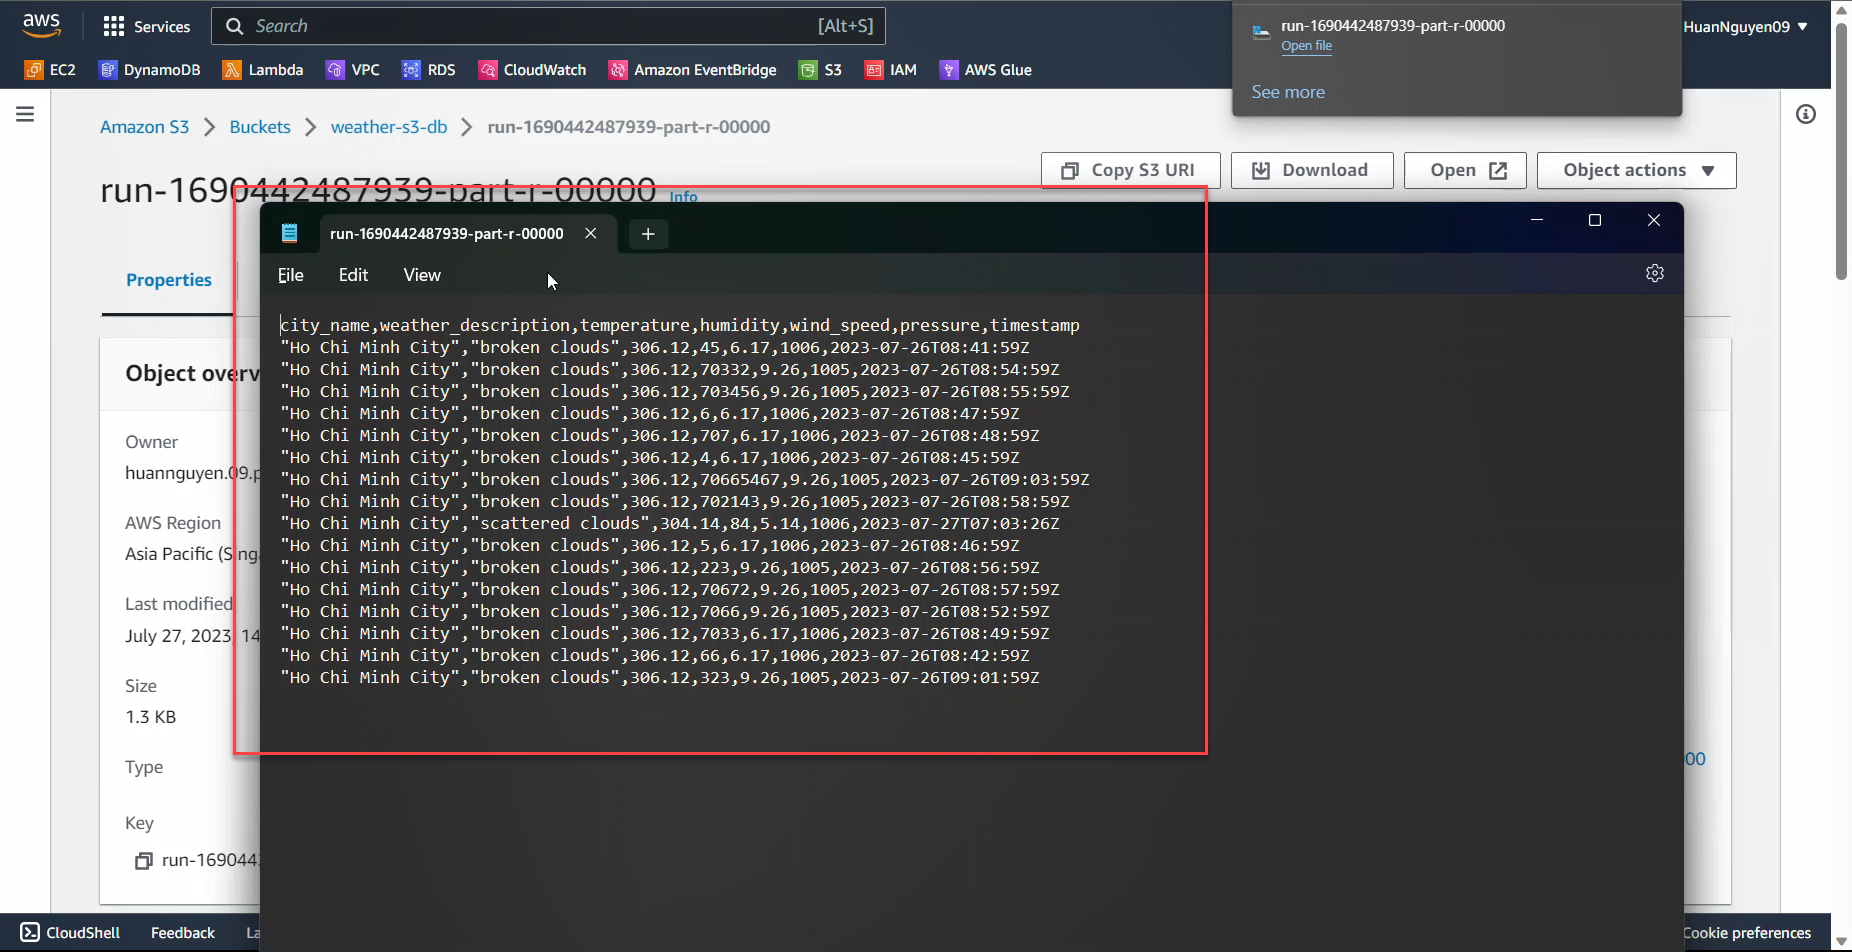 aws
Services
Search
[Alt+S]
run-1690442487939-part-r-00000
Open file
See more
HuanNguyen09
EC2
DynamoDB
Lambda
VPC
RDS
CloudWatch
Amazon EventBridge
S3
IAM
AWS Glue
Amazon S3
Buckets
weather-s3-db
run-1690442487939-part-r-00000
Copy S3 URI
Download
Open
Object actions
run-1690442487939-part-r-00000 Info
run-1690442487939-part-r-00000
File
Edit
View
Properties
city_name,weather_description,temperature,humidity,wind_speed,pressure,timestamp
"Ho Chi Minh City","broken clouds",306.12,45,6.17,1006,2023-07-26T08:41:59Z
"Ho Chi Minh City","broken clouds",306.12,70332,9.26,1005,2023-07-26T08:54:59Z
"Ho Chi Minh City","broken clouds",306.12,703456,9.26,1005,2023-07-26T08:55:59Z
"Ho Chi Minh City","broken clouds",306.12,6,6.17,1006,2023-07-26T08:47:59Z
"Ho Chi Minh City","broken clouds",306.12,707,6.17,1006,2023-07-26T08:48:59Z
"Ho Chi Minh City","broken clouds",306.12,4,6.17,1006,2023-07-26T08:45:59Z
"Ho Chi Minh City","broken clouds",306.12,70665467,9.26,1005,2023-07-26T09:03:59Z
"Ho Chi Minh City","broken clouds",306.12,702143,9.26,1005,2023-07-26T08:58:59Z
"Ho Chi Minh City","scattered clouds",304.14,84,5.14,1006,2023-07-27T07:03:26Z
"Ho Chi Minh City","broken clouds",306.12,5,6.17,1006,2023-07-26T08:46:59Z
"Ho Chi Minh City","broken clouds",306.12,223,9.26,1005,2023-07-26T08:56:59Z
"Ho Chi Minh City","broken clouds",306.12,70672,9.26,1005,2023-07-26T08:57:59Z
"Ho Chi Minh City","broken clouds",306.12,7066,9.26,1005,2023-07-26T08:52:59Z
"Ho Chi Minh City","broken clouds",306.12,7033,6.17,1006,2023-07-26T08:49:59Z
"Ho Chi Minh City","broken clouds",306.12,66,6.17,1006,2023-07-26T08:42:59Z
"Ho Chi Minh City","broken clouds",306.12,323,9.26,1005,2023-07-26T09:01:59Z
Object overv
Owner
huannguyen.09.p
AWS Region
Asia Pacific (Singa
Last modified
July 27, 2023, 14
Size
1.3 KB
Type
00
Key
run-169044
CloudShell
Feedback
La
Cookie preferences